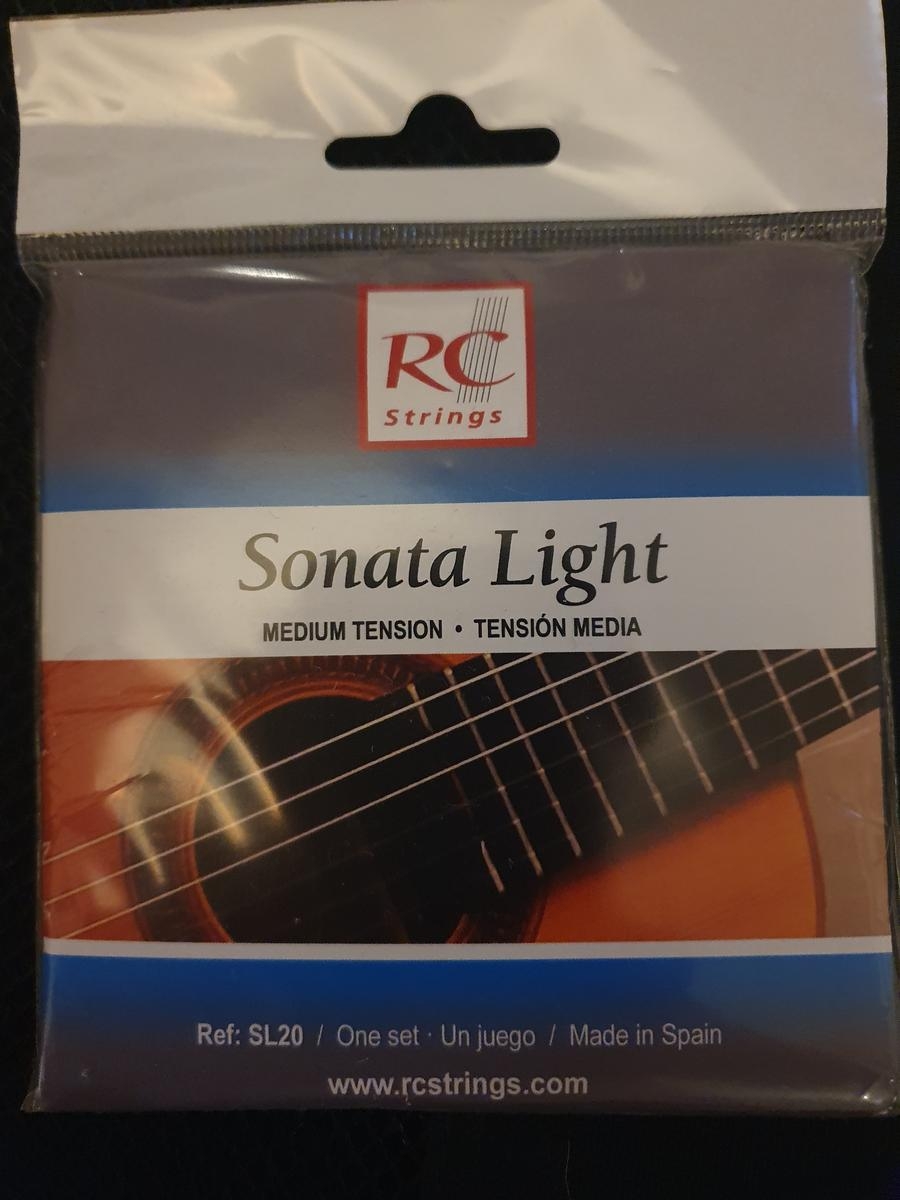 RC
Strings
Sonata Light
MEDIUM TENSION • TENSIÓN MEDIA
Ref: SL20 / One set · Un juego / Made in Spain
www.rcstrings.com